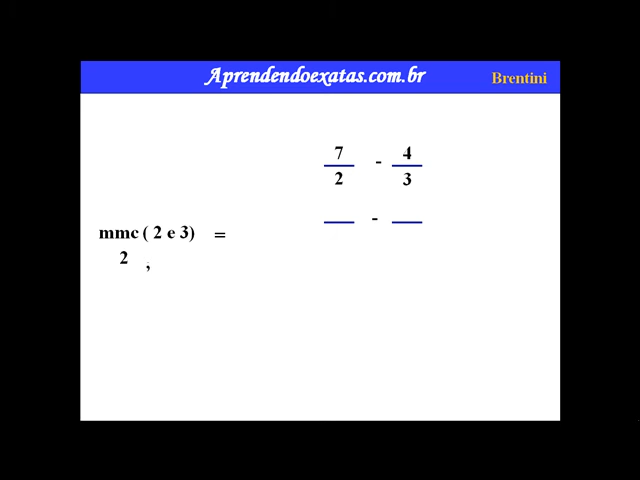 Aprendendoexatas.com.br
Brentini
7 - 4
2 3
-
mmc ( 2 e 3) =
2 ,